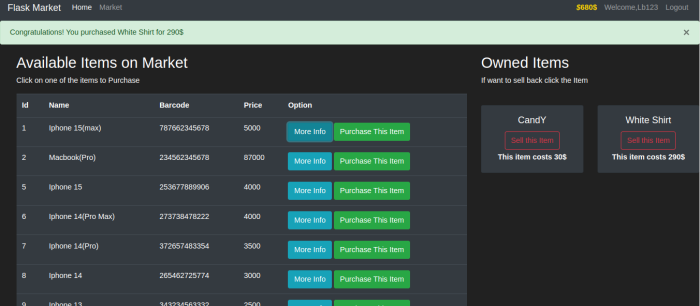 Flask Market Home Market $680$ Welcome,Lb123 Logout
Congratulations! You purchased White Shirt for 290$ ×
Available Items on Market
Click on one of the items to Purchase
Id Name Barcode Price Option
1 Iphone 15(max) 787662345678 5000 More Info Purchase This Item
2 Macbook(Pro) 234562345678 87000 More Info Purchase This Item
5 Iphone 15 253677889906 4000 More Info Purchase This Item
6 Iphone 14(Pro Max) 273738478222 4000 More Info Purchase This Item
7 Iphone 14(Pro) 372657483354 3500 More Info Purchase This Item
8 Iphone 14 265462725774 3000 More Info Purchase This Item
9 Iphone 13 343234563332 2500
Owned Items
If want to sell back click the Item
CandY
Sell this Item
This item costs 30$
White Shirt
Sell this Item
This item costs 290$